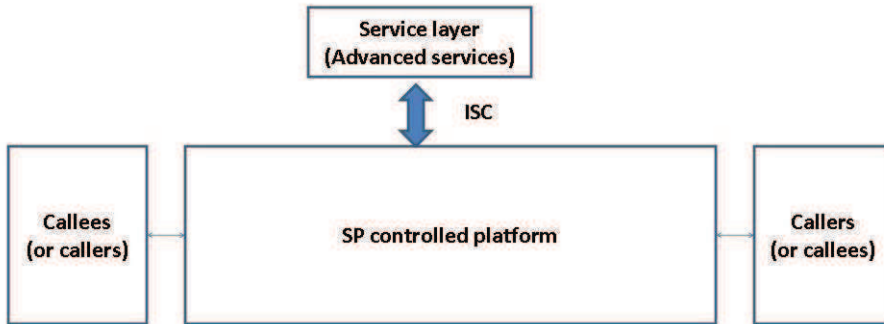 Service layer
(Advanced services)
ISC
Callees
(or callers)
SP controlled platform
Callers
(or callees)